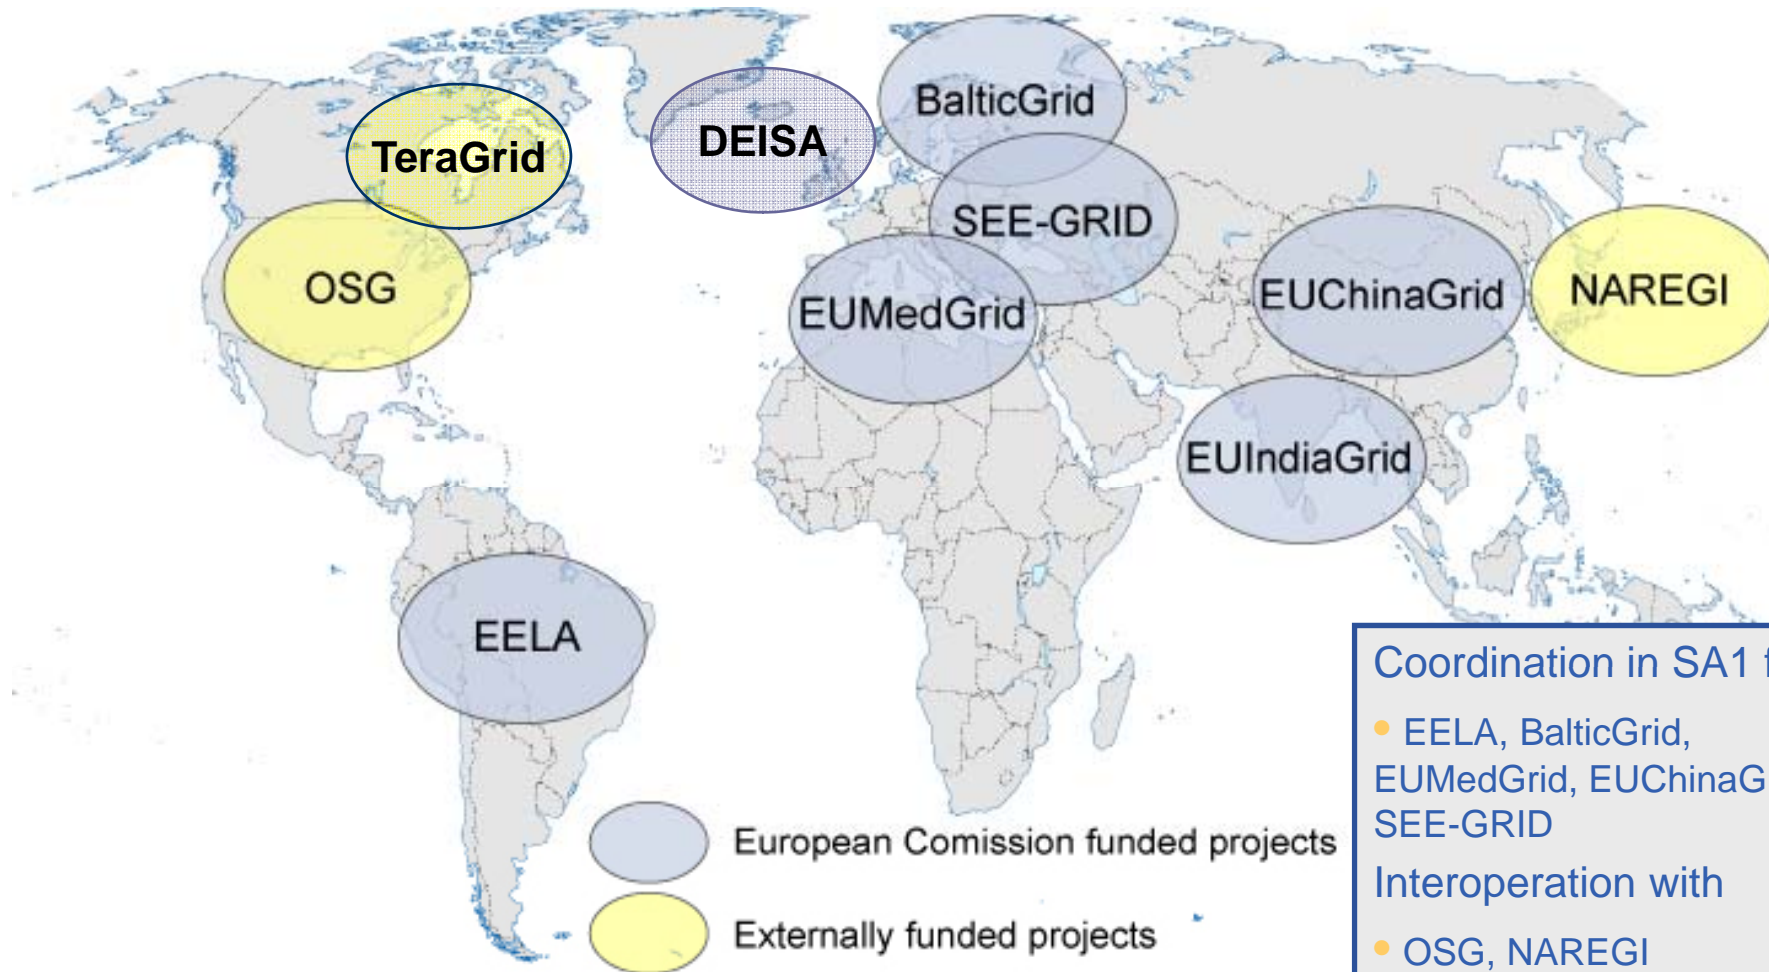 BalticGrid
DEISA
TeraGrid
SEE-GRID
OSG
EUMedGrid
EUChinaGrid
NAREGI
EUIndiaGrid
EELA
European Comission funded projects
Externally funded projects
Coordination in SA1
• EELA, BalticGrid,
EUMedGrid, EUChinaG
SEE-GRID
Interoperation with
• OSG, NAREGI